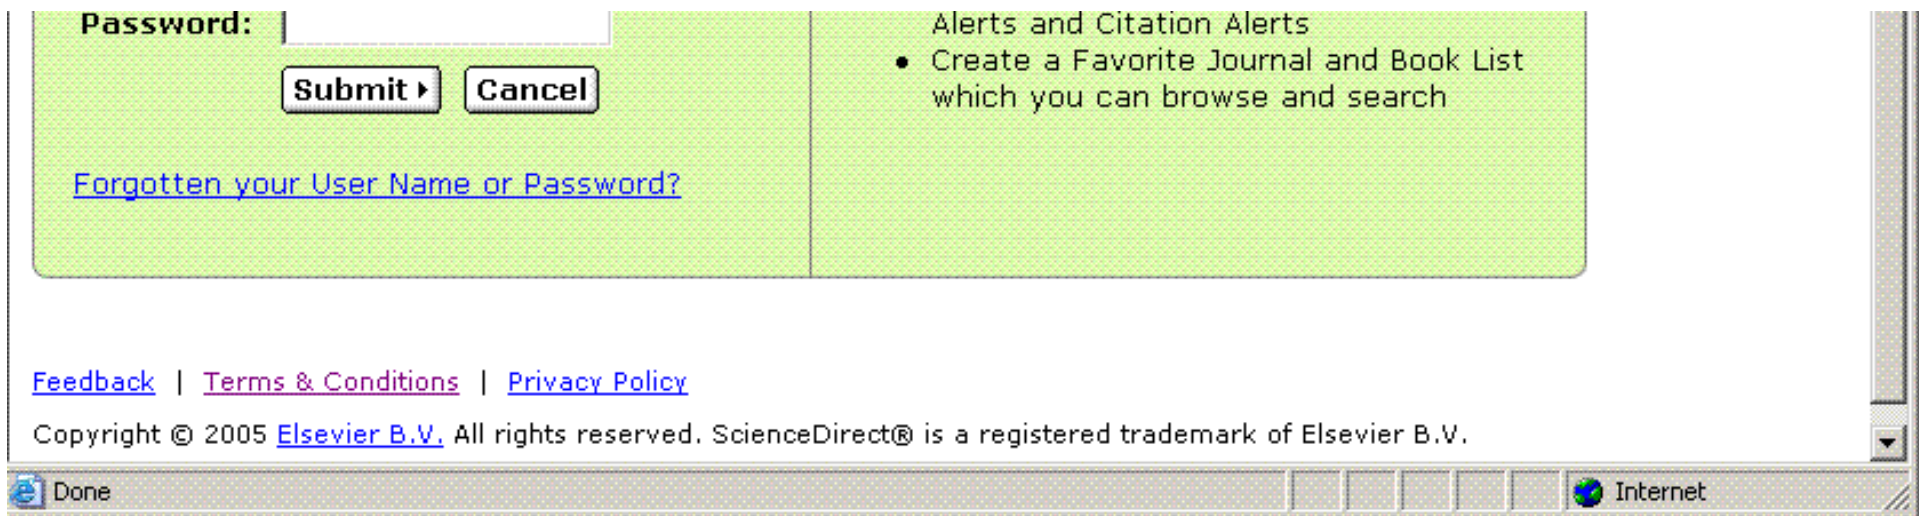 Password:
Submit
Cancel
Forgotten your User Name or Password?
Alerts and Citation Alerts
• Create a Favorite Journal and Book List
which you can browse and search
Feedback | Terms & Conditions | Privacy Policy
Copyright © 2005 Elsevier B.V. All rights reserved. ScienceDirect® is a registered trademark of Elsevier B.V.
Done
Internet